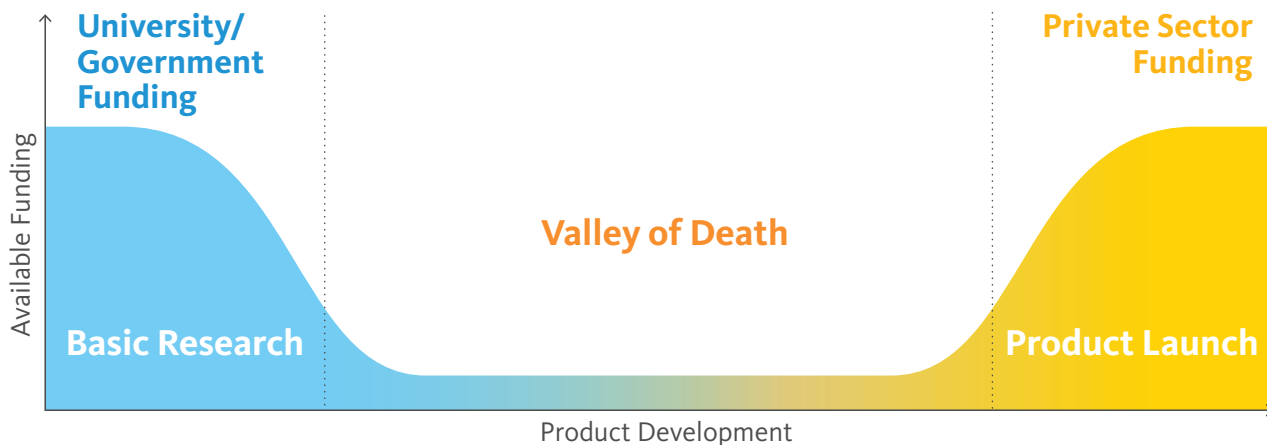 University/
Government
Funding
Private Sector
Funding
Available Funding
Valley of Death
Basic Research
Product Launch
Product Development